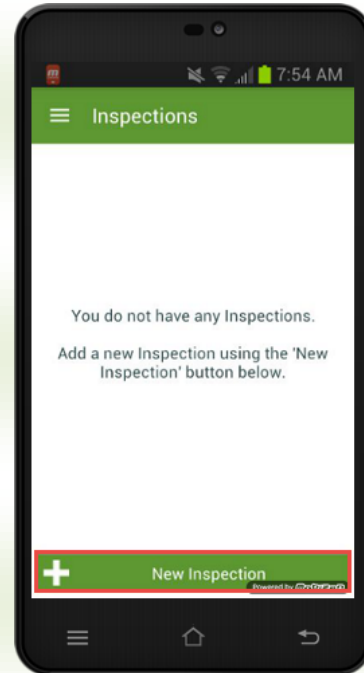 7:54 AM
Inspections
You do not have any Inspections.
Add a new Inspection using the 'New
Inspection' button below.
New Inspection
Powered by